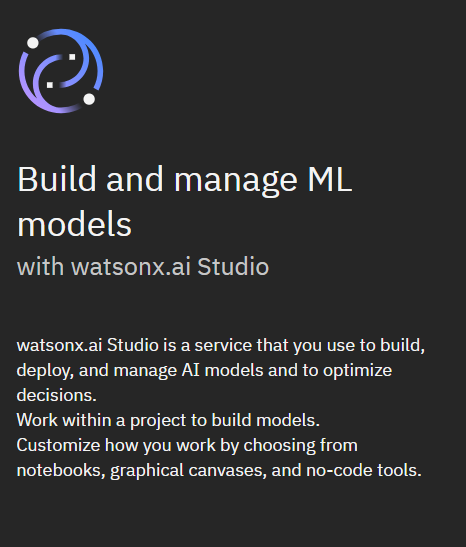 Build and manage ML
models
with watsonx.ai Studio
watsonx.ai Studio is a service that you use to build,
deploy, and manage AI models and to optimize
decisions.
Work within a project to build models.
Customize how you work by choosing from
notebooks, graphical canvases, and no-code tools.